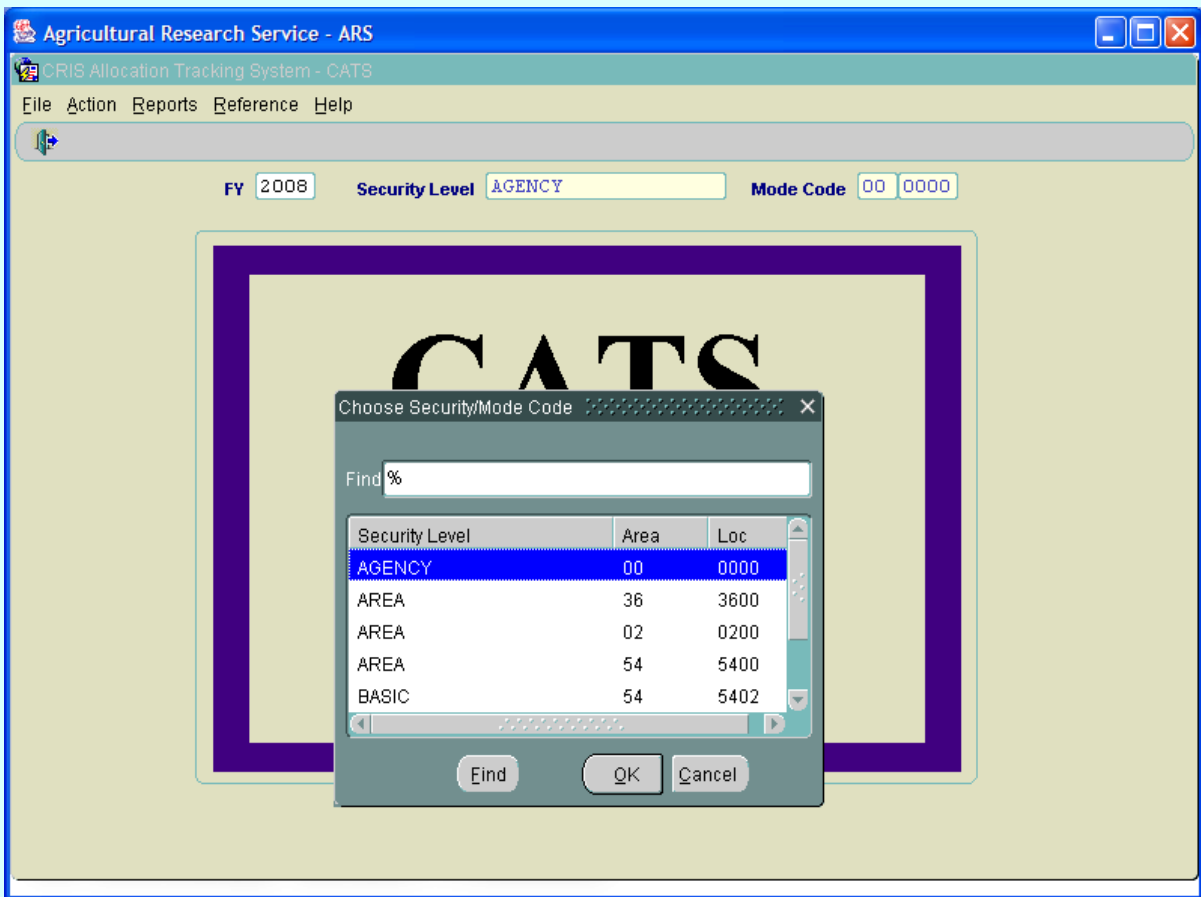 Agricultural Research Service - ARS
CRIS Allocation Tracking System - CATS
File Action Reports Reference Help
FY 2008 Security Level AGENCY Mode Code 00 0000
CATS
Choose Security/Mode Code
Find %
Security Level Area Loc
AGENCY 00 0000
AREA 36 3600
AREA 02 0200
AREA 54 5400
BASIC 54 5402
Find OK Cancel